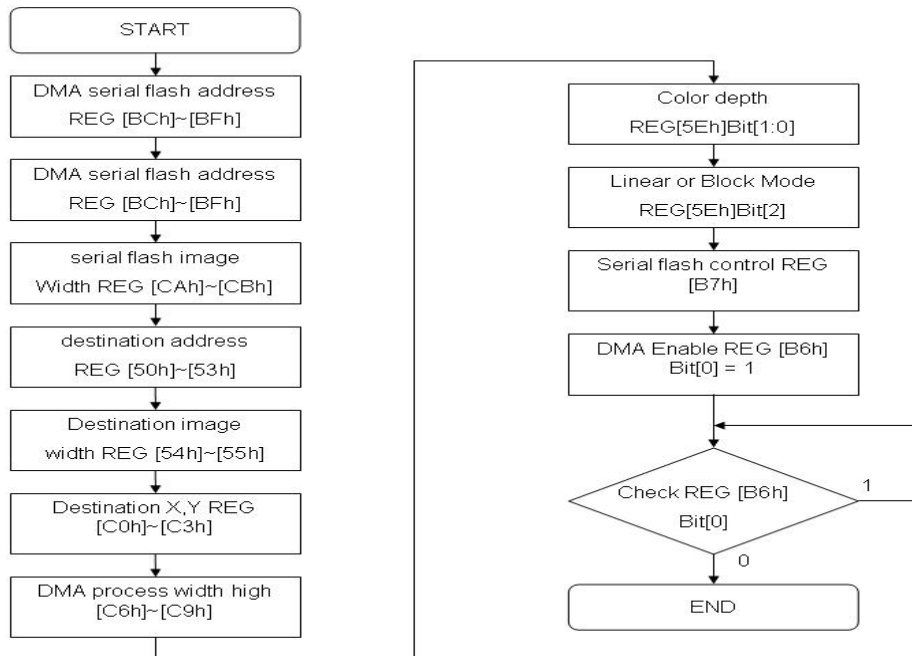 START
DMA serial flash address
REG [BCh]~[BFh]
DMA serial flash address
REG [BCh]~[BFh]
serial flash image
Width REG [CAh]~[CBh]
destination address
REG [50h]~[53h]
Destination image
width REG [54h]~[55h]
Destination X,Y REG
[C0h]~[C3h]
DMA process width high
[C6h]~[C9h]
Color depth
REG[5Eh]Bit[1:0]
Linear or Block Mode
REG[5Eh]Bit[2]
Serial flash control REG
[B7h]
DMA Enable REG [B6h]
Bit[0] = 1
Check REG [B6h]
Bit[0]
1
0
END